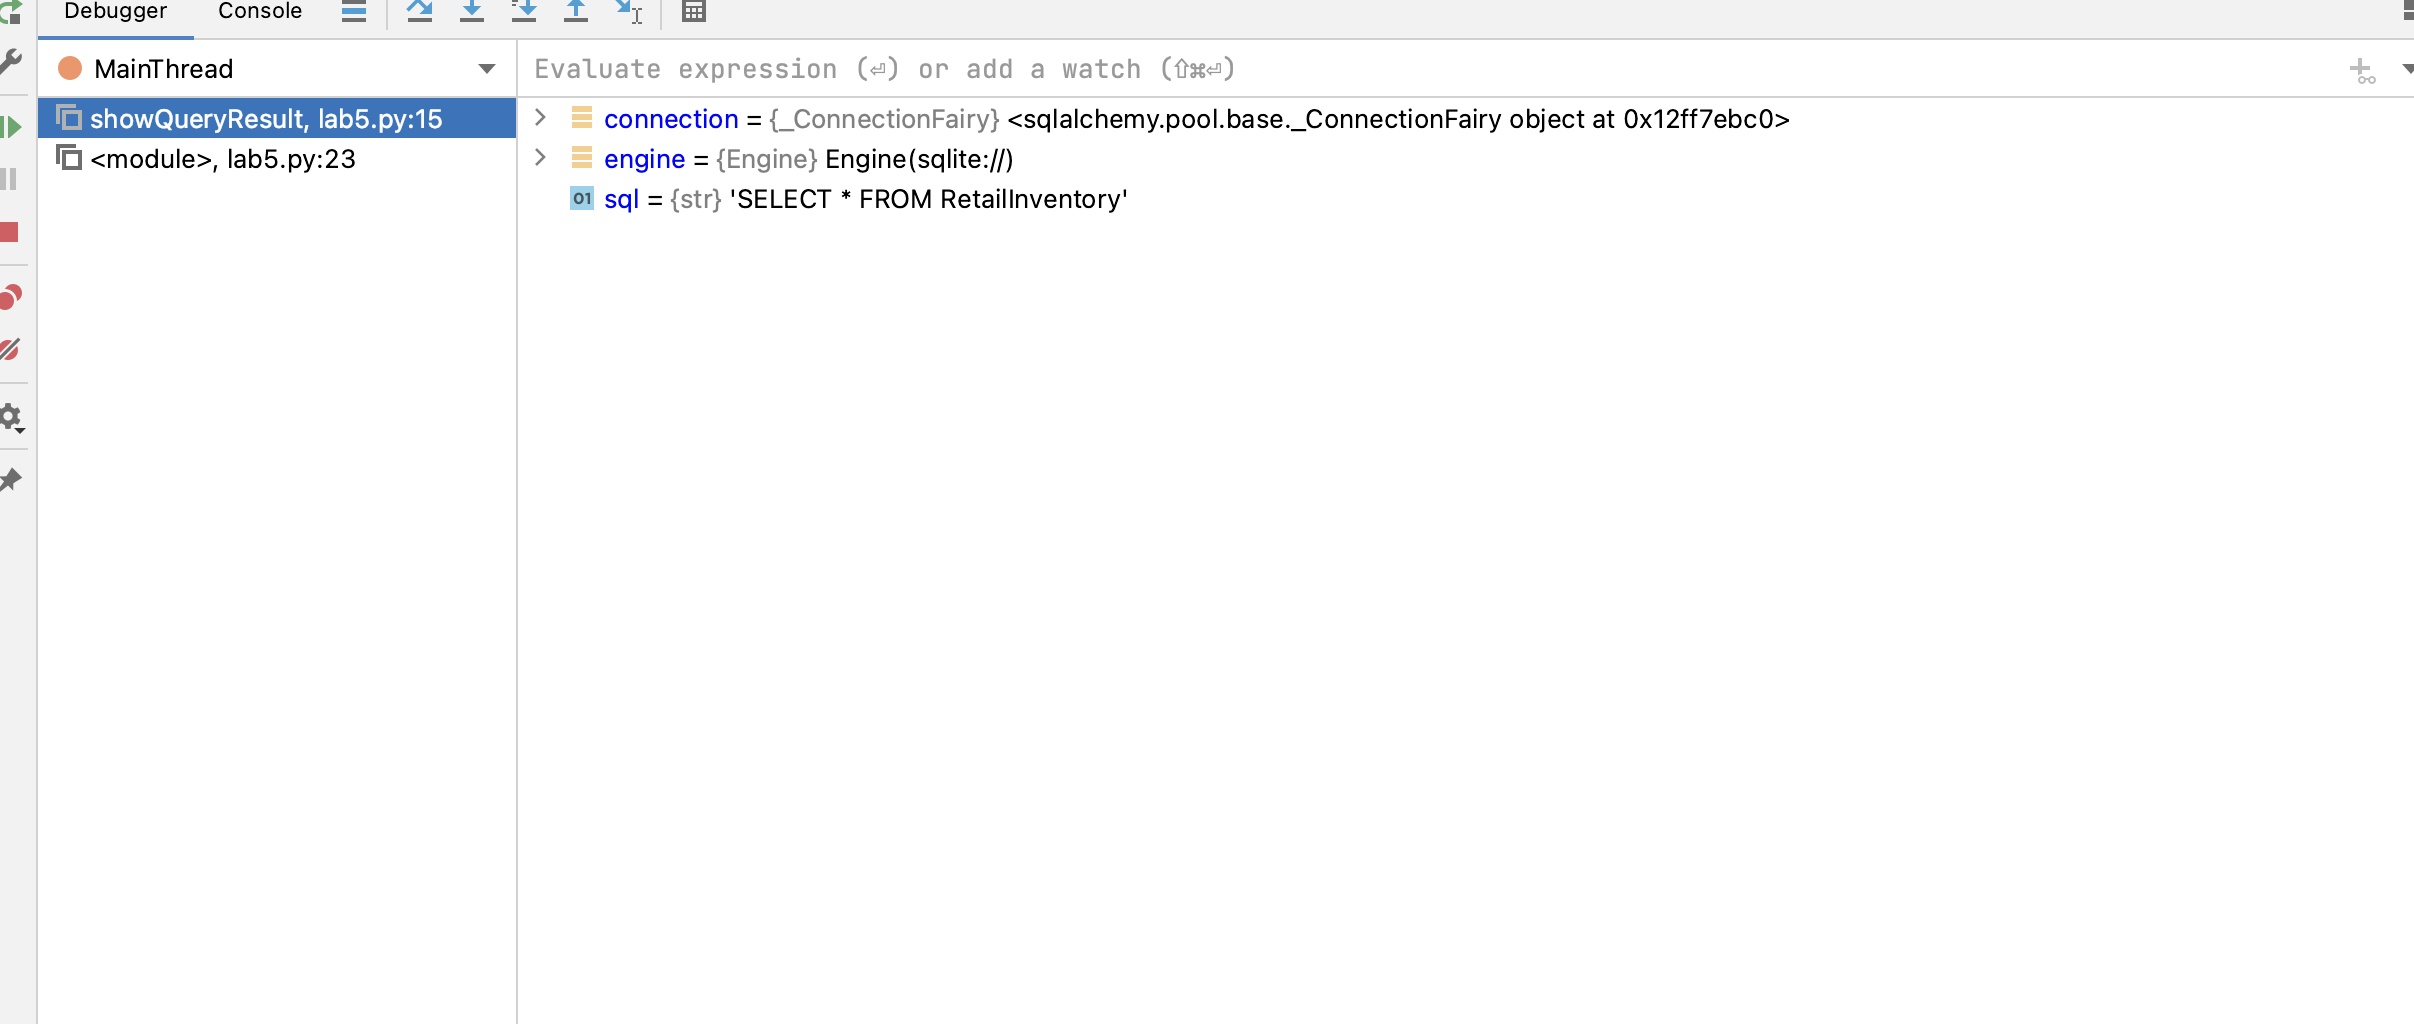 Debugger Console
MainThread
Evaluate expression (⏎) or add a watch (⇧⌘⏎)
showQueryResult, lab5.py:15
<module>, lab5.py:23
connection = {_ConnectionFairy} <sqlalchemy.pool.base._ConnectionFairy object at 0x12ff7ebc0>
engine = {Engine} Engine(sqlite://)
01 sql = {str} 'SELECT * FROM RetailInventory'